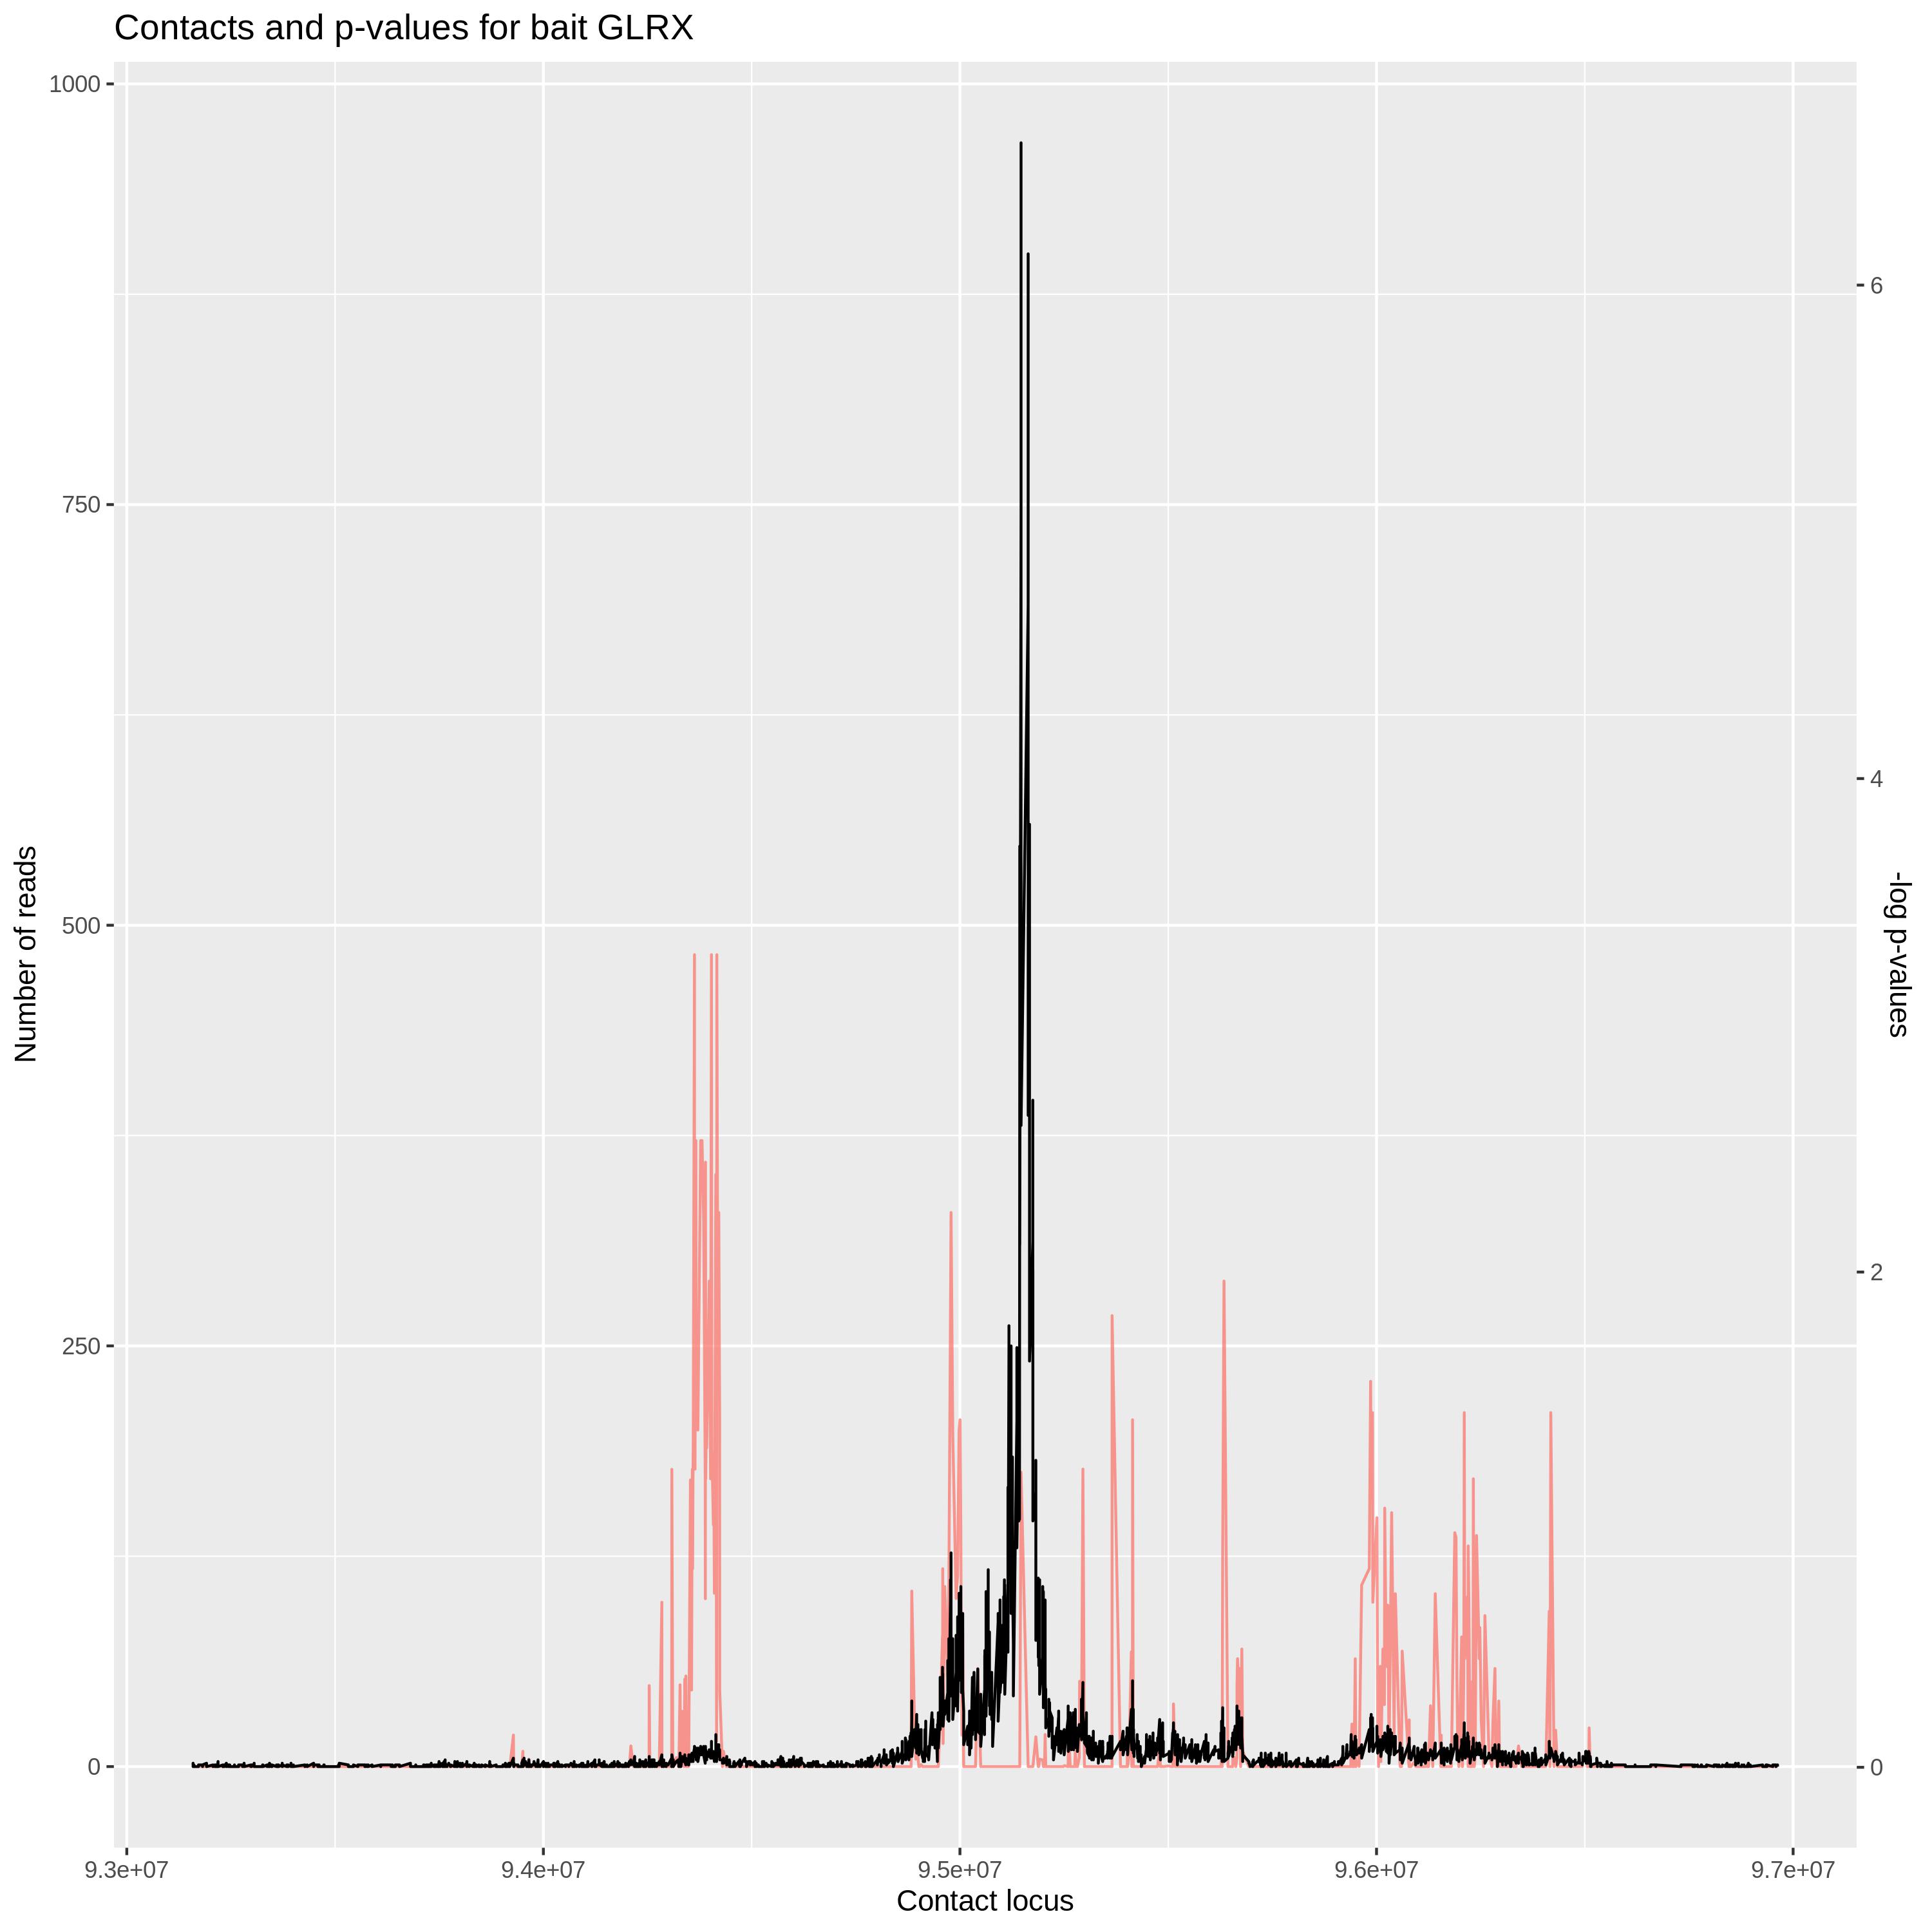 Contacts and p-values for bait GLRX
1000
750
500
250
0
Number of reads
6
4
2
0
-log p-values
9.3e+07
9.4e+07
9.5e+07
9.6e+07
9.7e+07
Contact locus